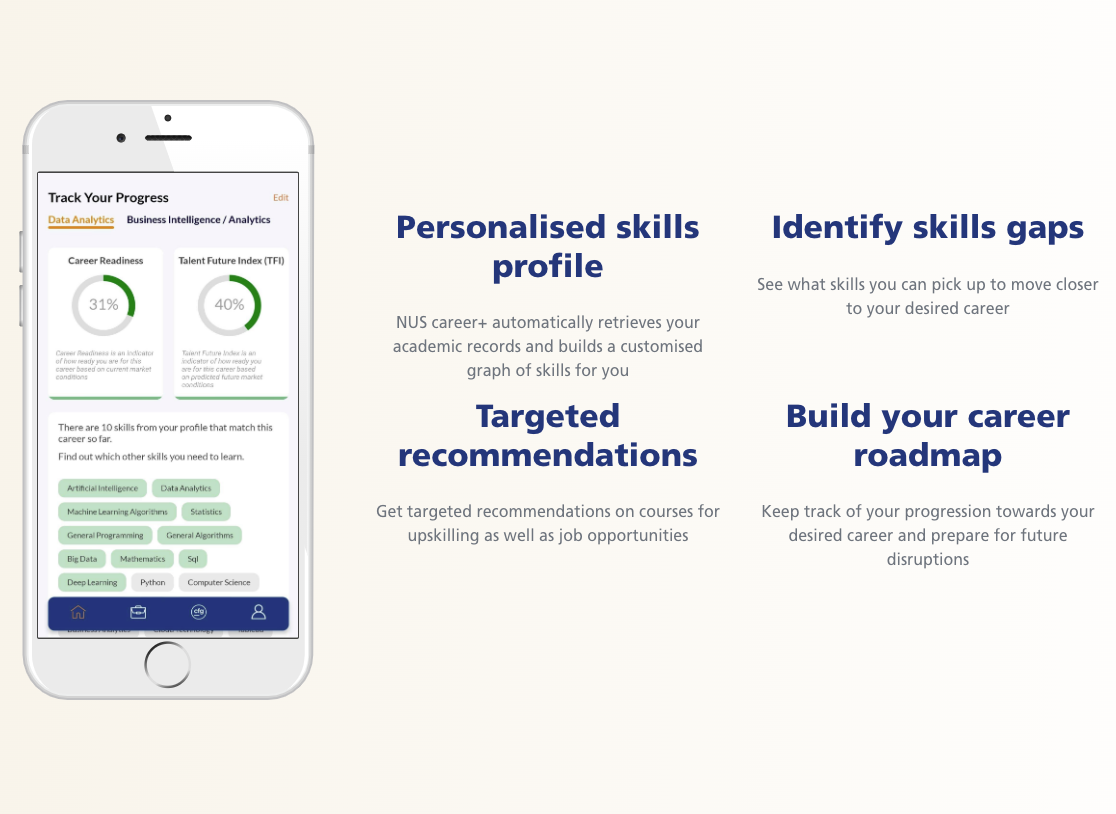 Track Your Progress
Edit
Data Analytics
Business Intelligence / Analytics
Career Readiness
31%
Career Readiness is an indicator
of how ready you are for this
career based on current market
conditions
Talent Future Index (TFI)
40%
Talent Future Index is an
indicator of how ready you
are for this career based
on predicted future market
conditions
There are 10 skills from your profile that match this
career so far.
Find out which other skills you need to learn.
Artificial Intelligence
Data Analytics
Machine Learning Algorithms
Statistics
General Programming
General Algorithms
Big Data
Mathematics
Sql
Deep Learning
Python
Computer Science
cfg
Personalised skills
profile
NUS career+ automatically retrieves your
academic records and builds a customised
graph of skills for you
Identify skills gaps
See what skills you can pick up to move closer
to your desired career
Targeted
recommendations
Get targeted recommendations on courses for
upskilling as well as job opportunities
Build your career
roadmap
Keep track of your progression towards your
desired career and prepare for future
disruptions